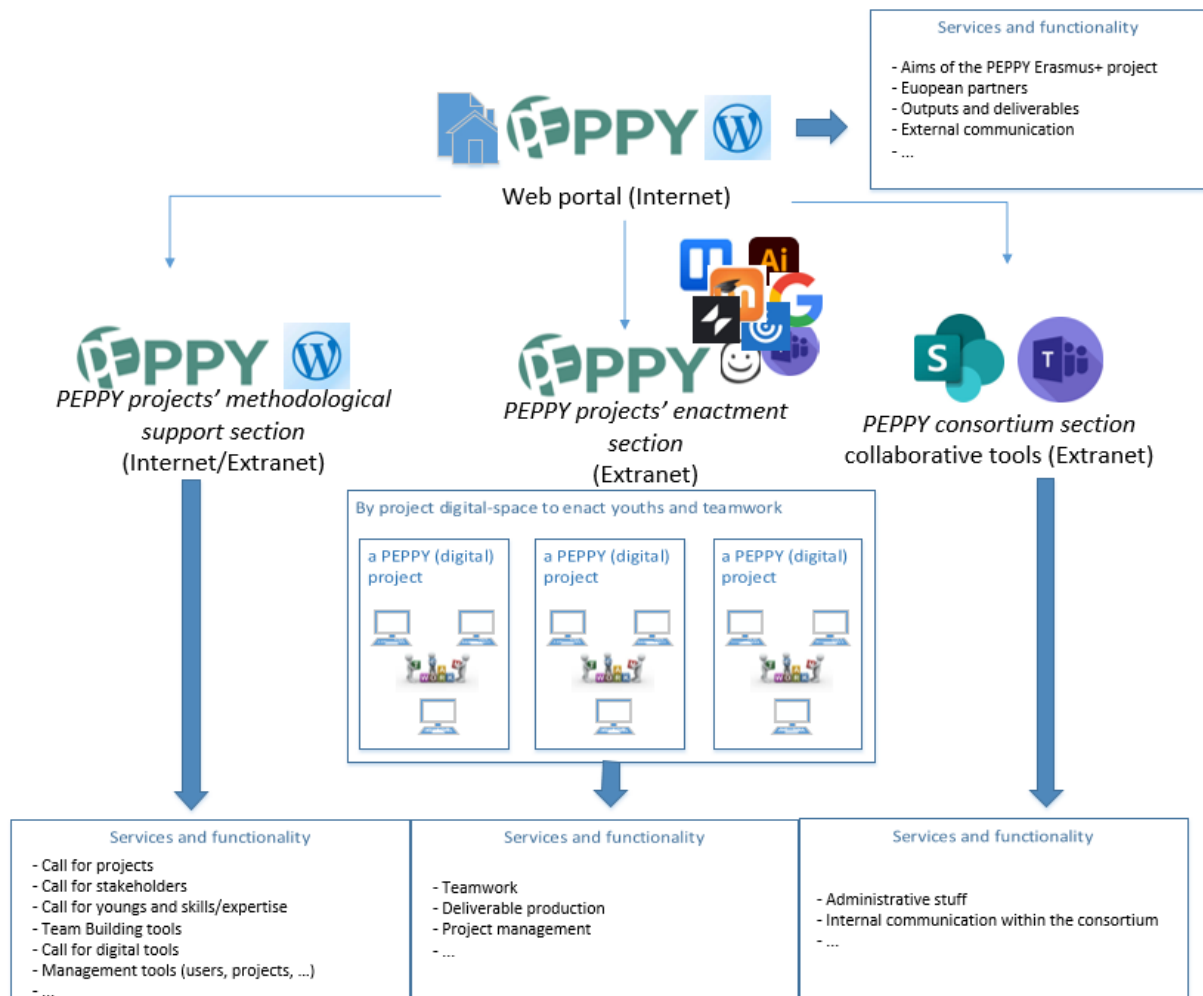 Services and functionality
- Aims of the PEPPY Erasmus+ project
- Euopean partners
- Outputs and deliverables
- External communication
- ...
PEPPY
W
Web portal (Internet)
Ai
G
PEPPY
W
PEPPY projects' methodological
support section
(Internet/Extranet)
PEPPY
PEPPY projects' enactment
section
(Extranet)
S
T
PEPPY consortium section
collaborative tools (Extranet)
By project digital-space to enact youths and teamwork
a PEPPY (digital)
project
a PEPPY (digital)
project
a PEPPY (digital)
project
Services and functionality
- Call for projects
- Call for stakeholders
- Call for youngs and skills/expertise
- Team Building tools
- Call for digital tools
- Management tools (users, projects, ...)
- ...
Services and functionality
- Teamwork
- Deliverable production
- Project management
- ...
Services and functionality
- Administrative stuff
- Internal communication within the consortium
- ...